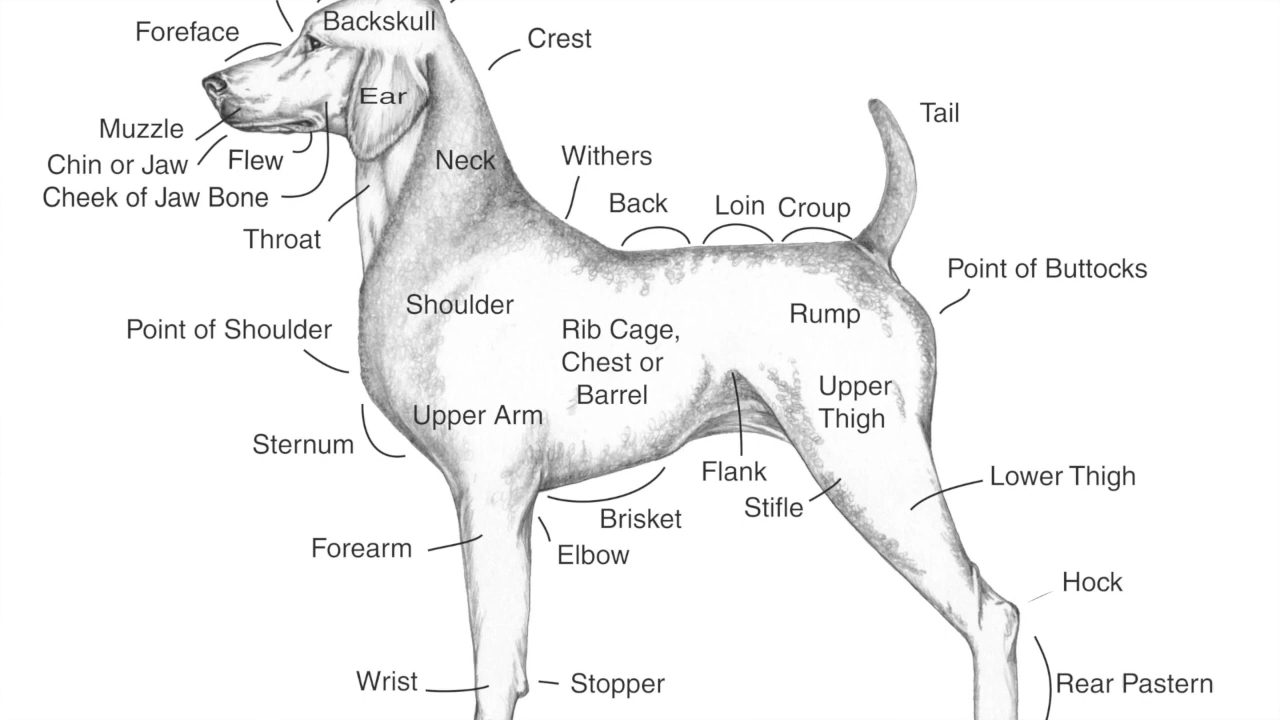 Backskull
Foreface
Crest
Ear
Tail
Muzzle
Chin or Jaw
Flew
Neck
Withers
Cheek of Jaw Bone
Back
Loin
Croup
Throat
Point of Buttocks
Shoulder
Rump
Point of Shoulder
Rib Cage,
Chest or
Barrel
Upper
Thigh
Upper Arm
Sternum
Flank
Lower Thigh
Stifle
Brisket
Forearm
Elbow
Hock
Wrist
Stopper
Rear Pastern